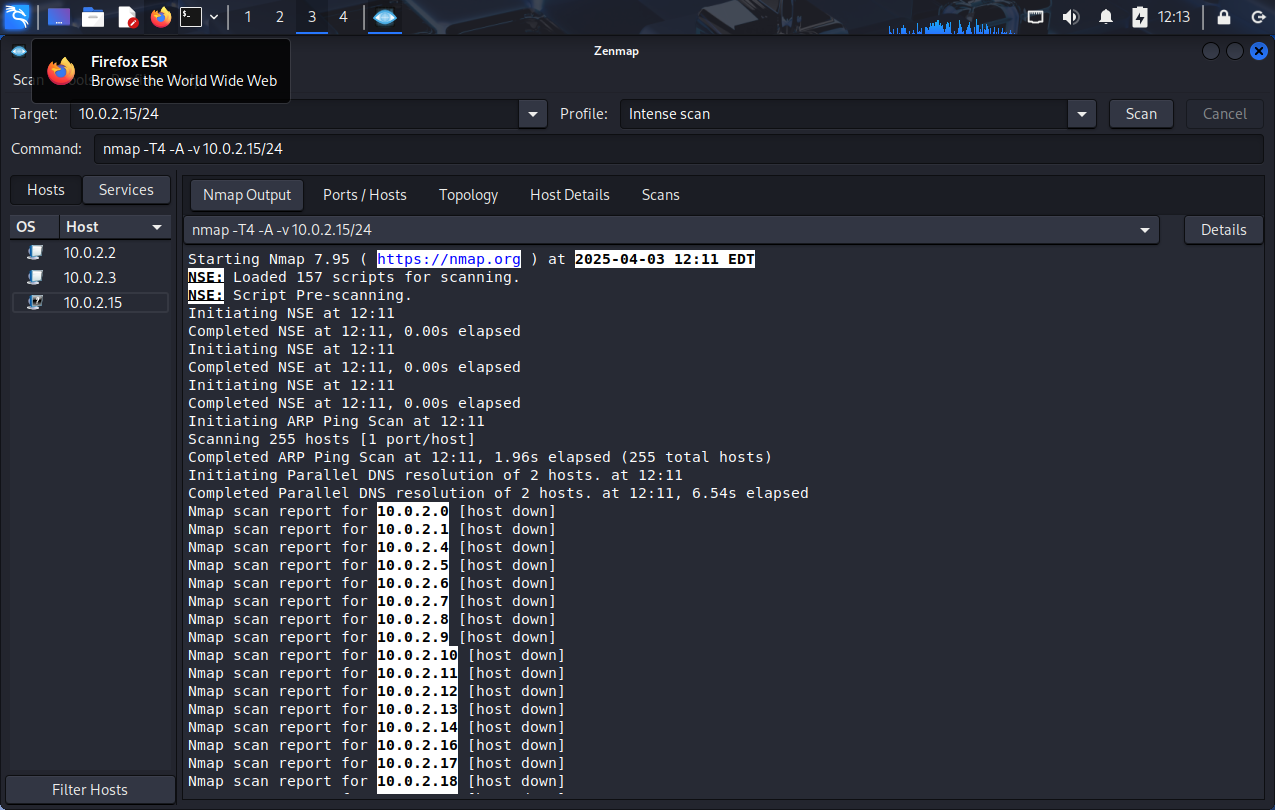 1 2 3 4 12:13
Zenmap
Firefox ESR
Browse the World Wide Web
Scan
Target: 10.0.2.15/24 Profile: Intense scan Scan Cancel
Command: nmap -T4 -A -v 10.0.2.15/24
Hosts Services Nmap Output Ports / Hosts Topology Host Details Scans
OS Host nmap -T4 -A -v 10.0.2.15/24 Details
10.0.2.2
10.0.2.3
10.0.2.15
Starting Nmap 7.95 ( https://nmap.org ) at 2025-04-03 12:11 EDT
NSE: Loaded 157 scripts for scanning.
NSE: Script Pre-scanning.
Initiating NSE at 12:11
Completed NSE at 12:11, 0.00s elapsed
Initiating NSE at 12:11
Completed NSE at 12:11, 0.00s elapsed
Initiating NSE at 12:11
Completed NSE at 12:11, 0.00s elapsed
Initiating ARP Ping Scan at 12:11
Scanning 255 hosts [1 port/host]
Completed ARP Ping Scan at 12:11, 1.96s elapsed (255 total hosts)
Initiating Parallel DNS resolution of 2 hosts. at 12:11
Completed Parallel DNS resolution of 2 hosts. at 12:11, 6.54s elapsed
Nmap scan report for 10.0.2.0 [host down]
Nmap scan report for 10.0.2.1 [host down]
Nmap scan report for 10.0.2.4 [host down]
Nmap scan report for 10.0.2.5 [host down]
Nmap scan report for 10.0.2.6 [host down]
Nmap scan report for 10.0.2.7 [host down]
Nmap scan report for 10.0.2.8 [host down]
Nmap scan report for 10.0.2.9 [host down]
Nmap scan report for 10.0.2.10 [host down]
Nmap scan report for 10.0.2.11 [host down]
Nmap scan report for 10.0.2.12 [host down]
Nmap scan report for 10.0.2.13 [host down]
Nmap scan report for 10.0.2.14 [host down]
Nmap scan report for 10.0.2.16 [host down]
Nmap scan report for 10.0.2.17 [host down]
Nmap scan report for 10.0.2.18 [host down]
Filter Hosts